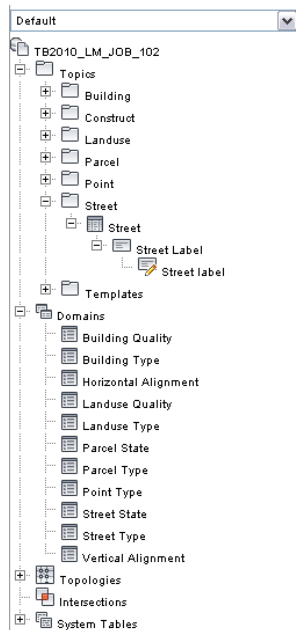 Default
TB2010_LM_JOB_102
Topics
Building
Construct
Landuse
Parcel
Point
Street
Street
Street Label
Street label
Templates
Domains
Building Quality
Building Type
Horizontal Alignment
Landuse Quality
Landuse Type
Parcel State
Parcel Type
Point Type
Street State
Street Type
Vertical Alignment
Topologies
Intersections
System Tables